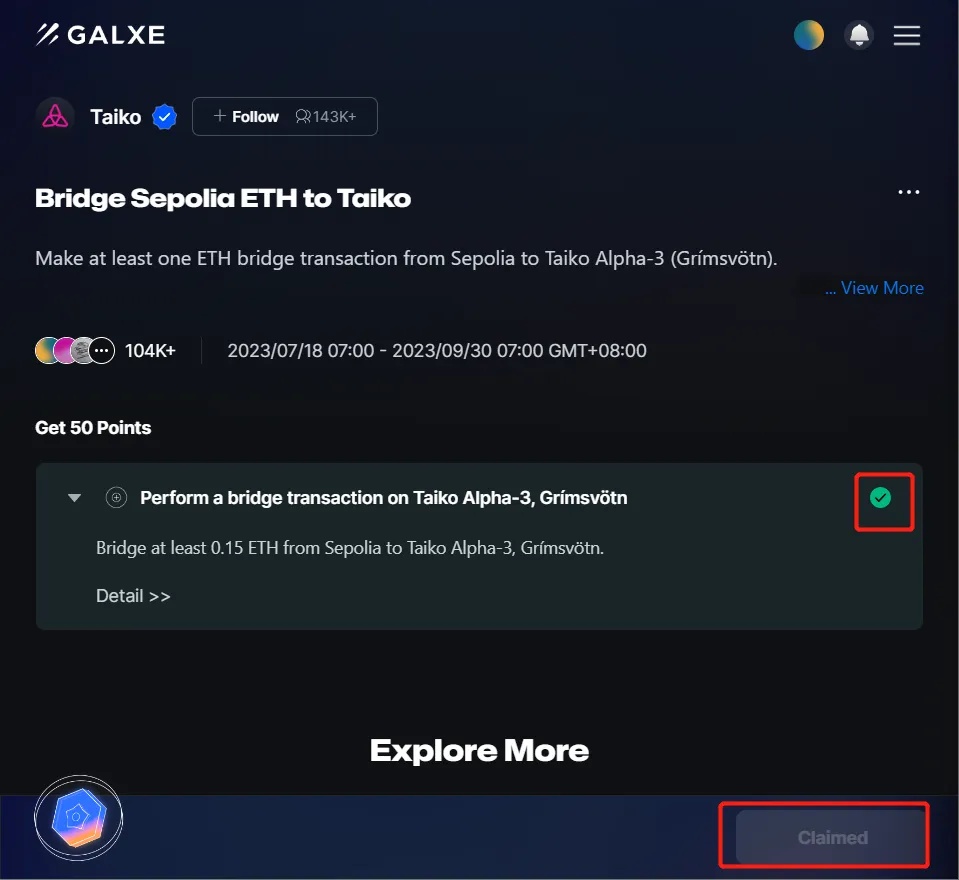 GALXE
Taiko + Follow 143K+
Bridge Sepolia ETH to Taiko
Make at least one ETH bridge transaction from Sepolia to Taiko Alpha-3 (Grímsvötn).
... View More
104K+ 2023/07/18 07:00 - 2023/09/30 07:00 GMT+08:00
Get 50 Points
Perform a bridge transaction on Taiko Alpha-3, Grímsvötn
Bridge at least 0.15 ETH from Sepolia to Taiko Alpha-3, Grímsvötn.
Detail >>
Explore More
Claimed